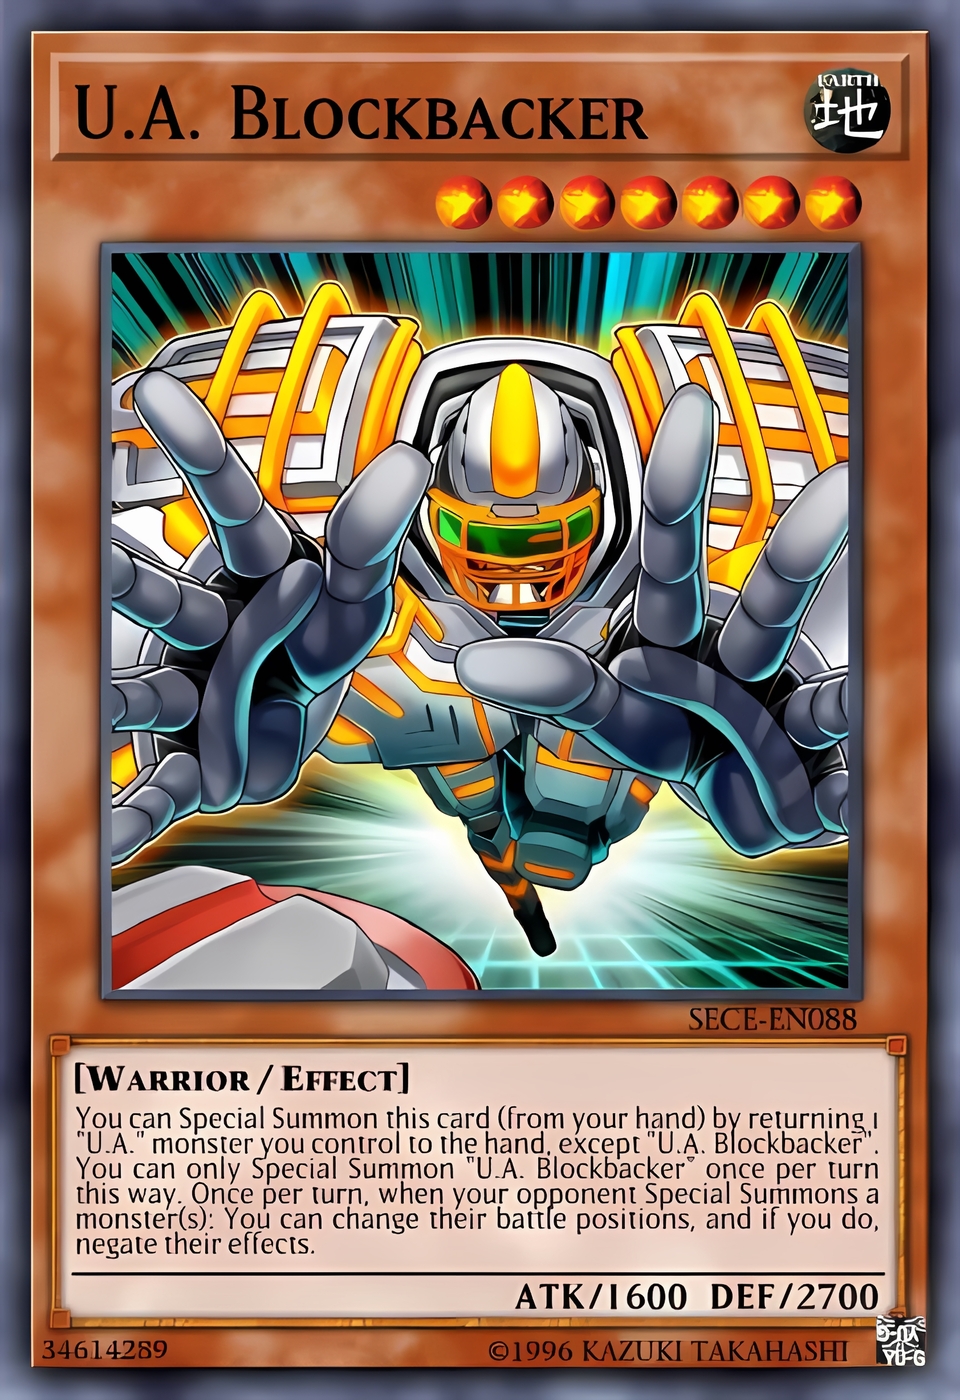 U.A. BLOCKBACKER
EARTH
地
SECE-EN088
[WARRIOR / EFFECT]
You can Special Summon this card (from your hand) by returning 1
"U.A." monster you control to the hand, except "U.A. Blockbacker".
You can only Special Summon "U.A. Blockbacker" once per turn
this way. Once per turn, when your opponent Special Summons a
monster(s): You can change their battle positions, and if you do,
negate their effects.
ATK/1600 DEF/2700
34614289
©1996 KAZUKI TAKAHASHI